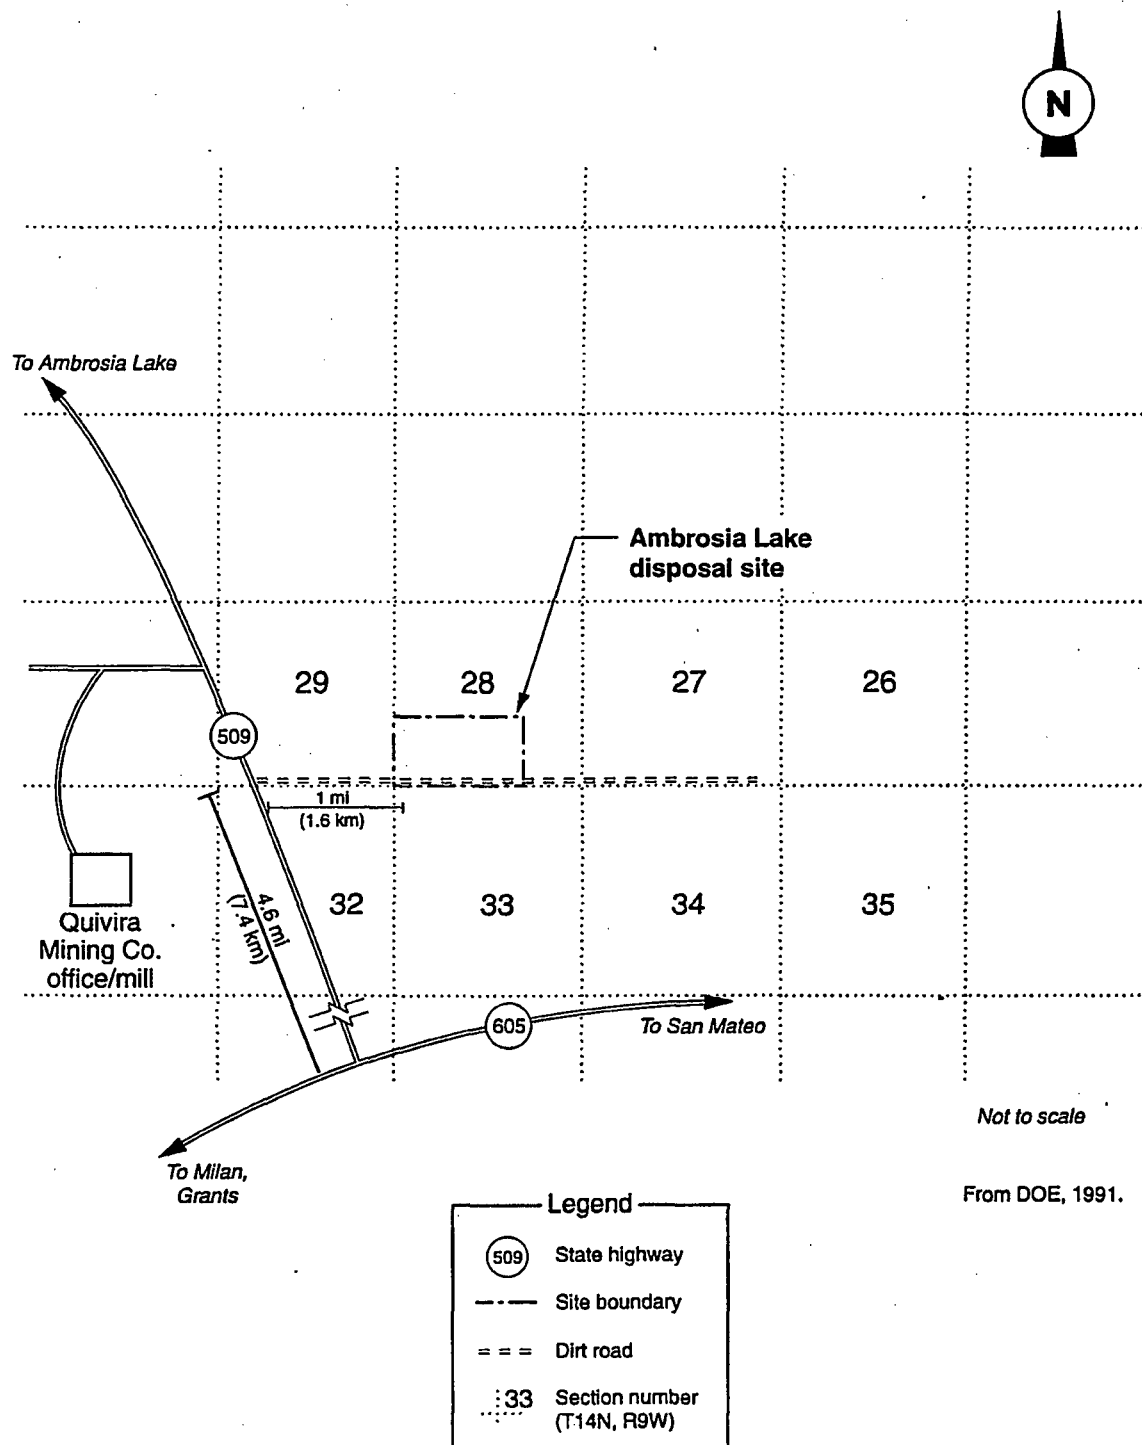 N
To Ambrosia Lake
Ambrosia Lake
disposal site
29
28
27
26
509
1 mi
(1.6 km)
4.6 mi
(7.4 km)
32
33
34
35
Quivira
Mining Co.
office/mill
605
To San Mateo
Not to scale
To Milan,
Grants
From DOE, 1991.
Legend
509 State highway
Site boundary
Dirt road
33 Section number
(T14N, R9W)